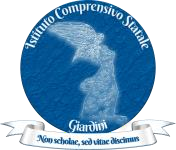 Istituto Comprensivo Statale
Giardini
Non scholae, sed vitae discimus